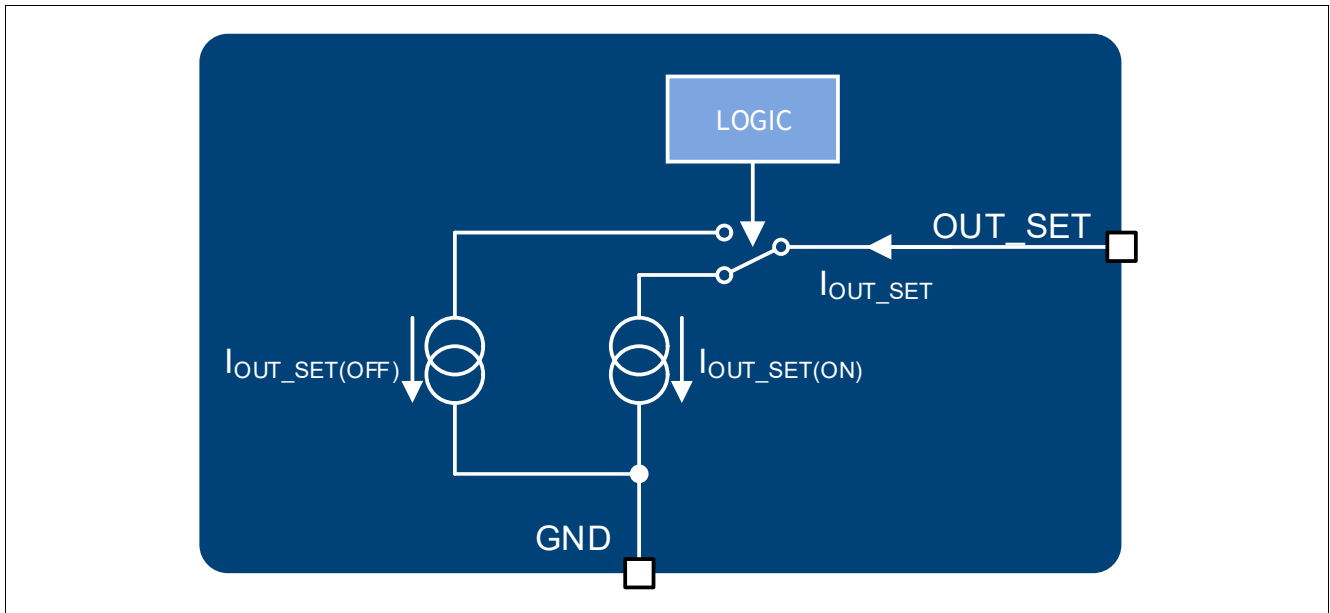 LOGIC
OUT_SET
IOUT_SET
IOUT_SET(OFF)
IOUT_SET(ON)
GND